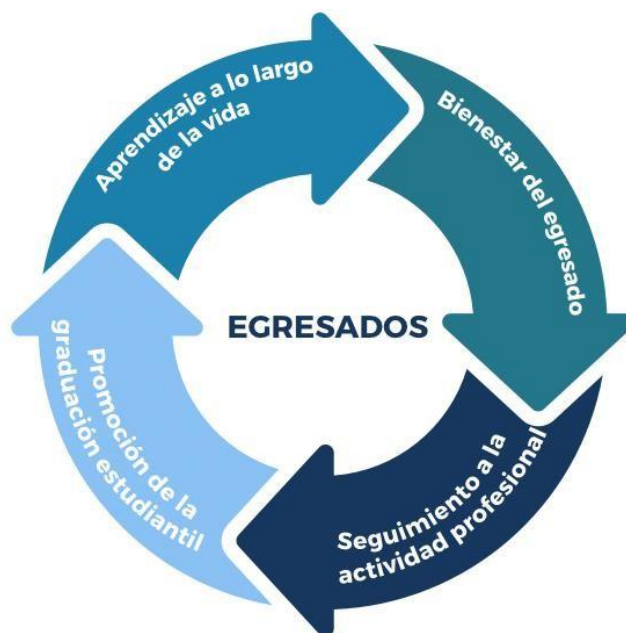 Aprendizaje a lo largo
de la vida
Bienestar del egresado
EGRESADOS
Seguimiento a la
actividad profesional
Promoción de la
graduación estudiantil